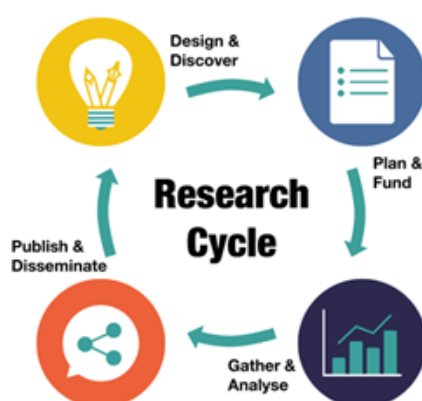 Design &
Discover
Plan &
Fund
Research
Cycle
Publish &
Disseminate
Gather &
Analyse